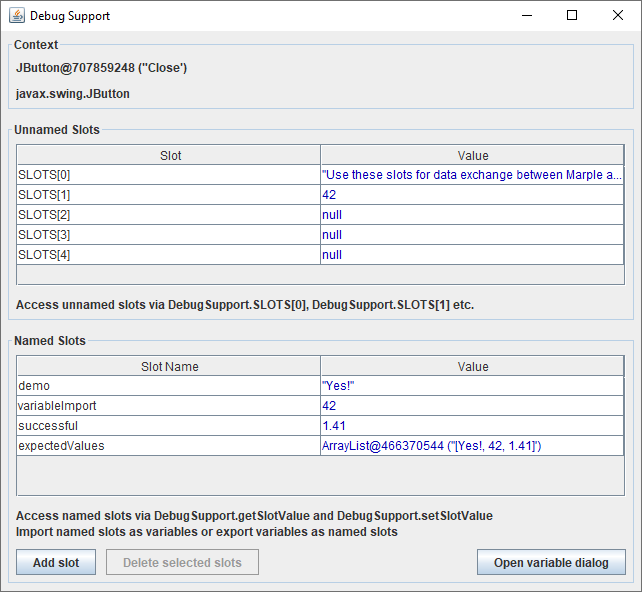 Debug Support
Context
JButton@707859248 ("Close')
javax.swing.JButton
Unnamed Slots
Slot Value
SLOTS[0] "Use these slots for data exchange between Marple a...
SLOTS[1] 42
SLOTS[2] null
SLOTS[3] null
SLOTS[4] null
Access unnamed slots via DebugSupport.SLOTS[0], DebugSupport.SLOTS[1] etc.
Named Slots
Slot Name Value
demo "Yes!"
variableImport 42
successful 1.41
expectedValues ArrayList@466370544 ("[Yes!, 42, 1.41]')
Access named slots via DebugSupport.getSlotValue and DebugSupport.setSlotValue
Import named slots as variables or export variables as named slots
Add slot Delete selected slots Open variable dialog